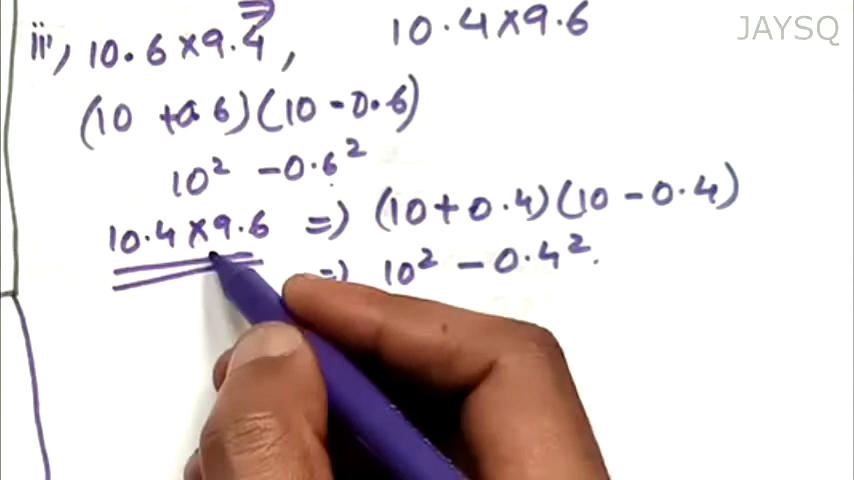 JAYSQ
iii, 10.6×9.4, 10.4×9.6
(10 +0.6)(10-0.6)
10² -0.6²
10.4×9.6 => (10+0.4)(10-0.4)
=> 10² - 0.4².